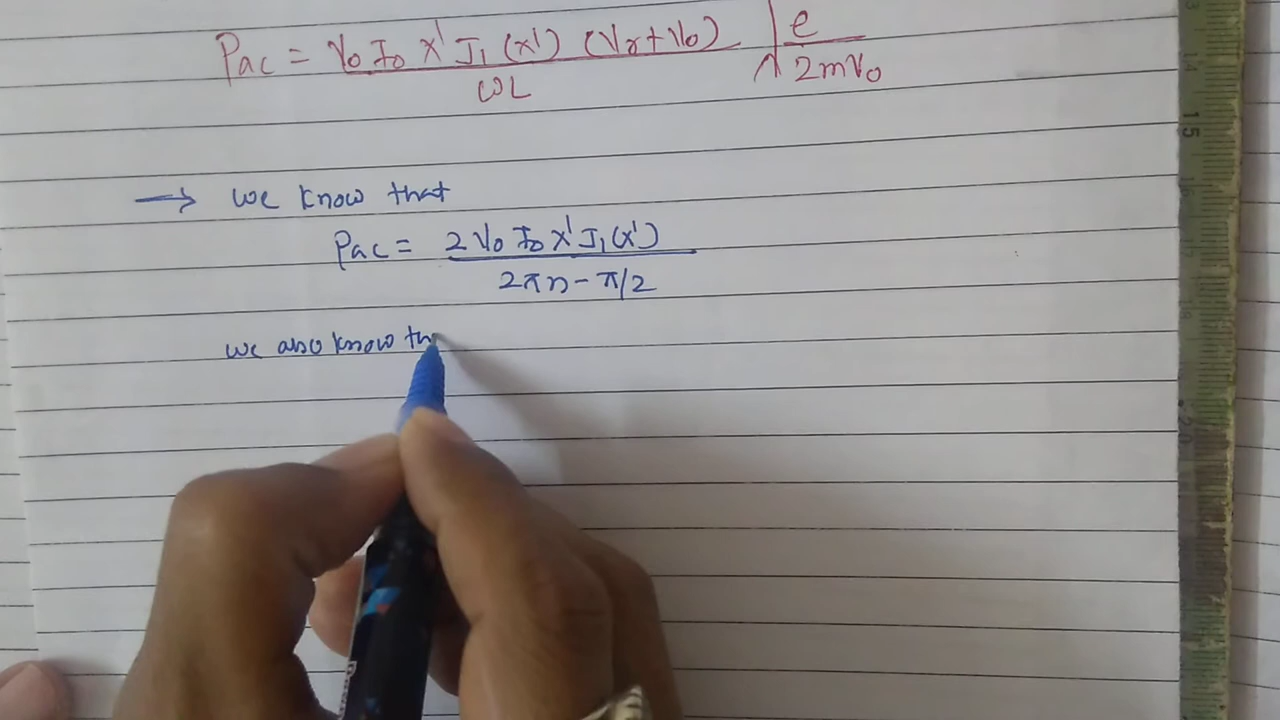 Pac = V₀ I₀ X' J₁(X') (Vr + V₀) / ωL √(e / 2mV₀)
→ we know that
Pac = 2 V₀ I₀ X' J₁(X') / 2πn - π/2
we also know th
15